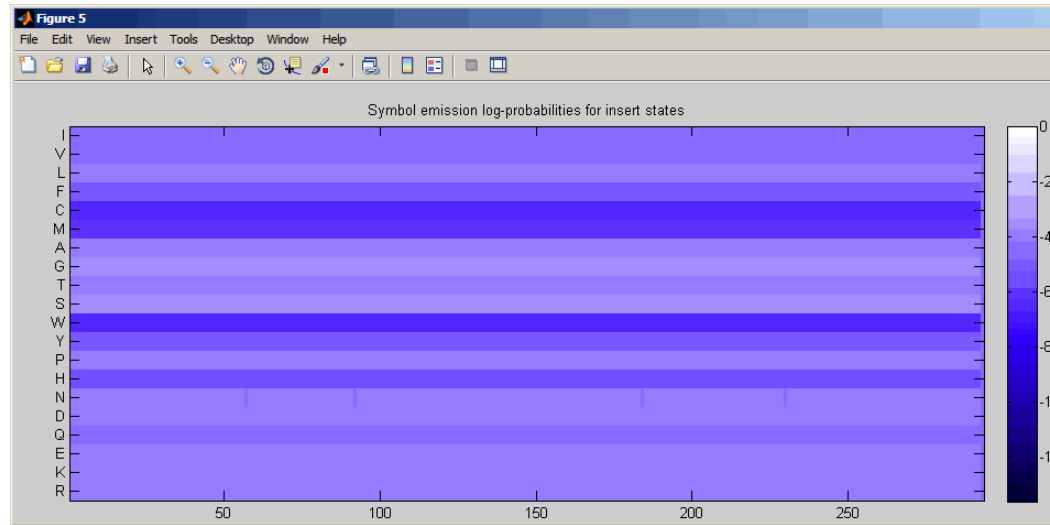 Figure 5
File Edit View Insert Tools Desktop Window Help
Symbol emission log-probabilities for insert states
I
V
L
F
C
M
A
G
T
S
W
Y
P
H
N
D
Q
E
K
R
50 100 150 200 250
0
-2
-4
-6
-8
-1
-1